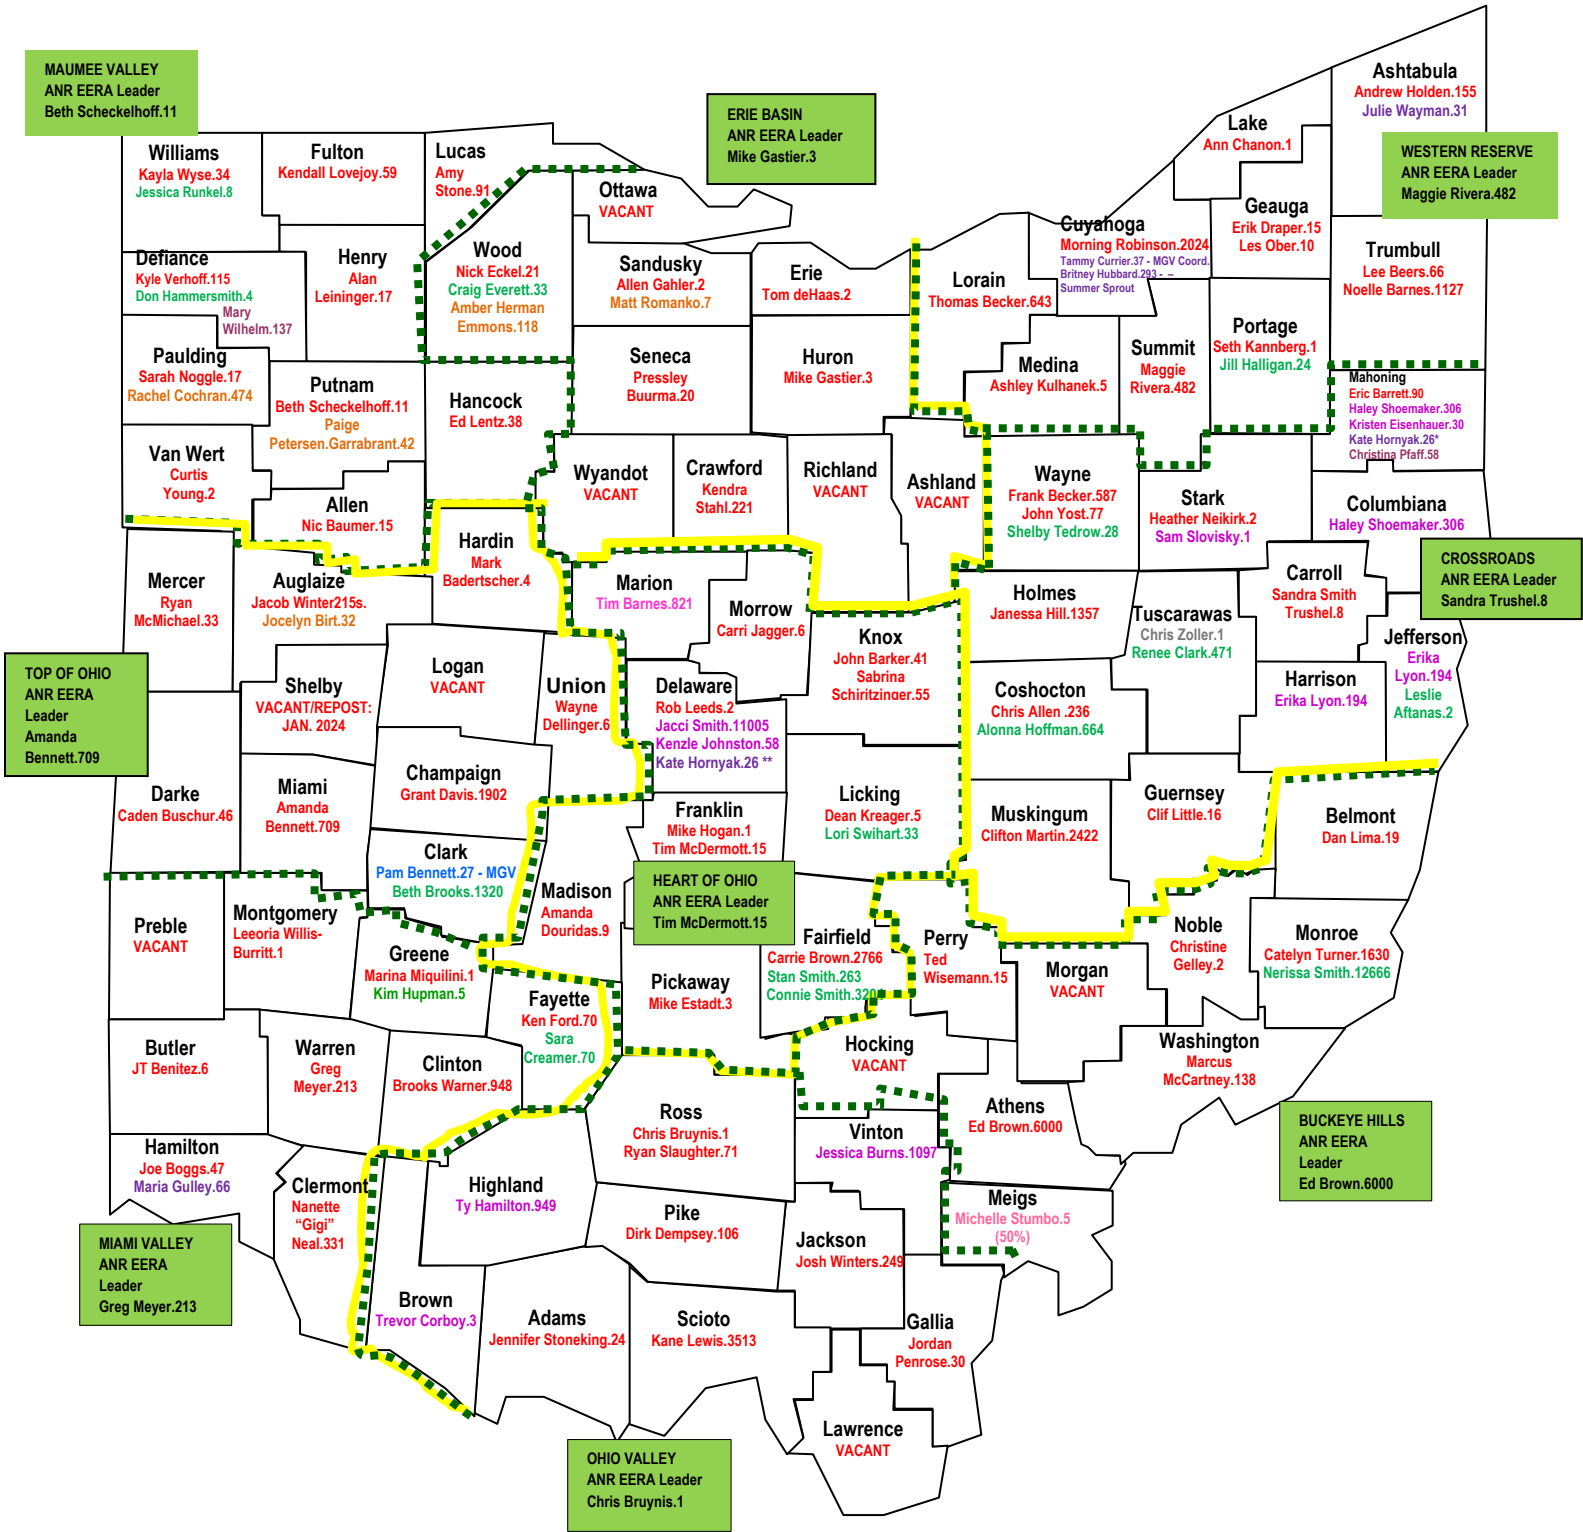 MAUMEE VALLEY
ANR EERA Leader
Beth Scheckelhoff.11
ERIE BASIN
ANR EERA Leader
Mike Gastier.3
WESTERN RESERVE
ANR EERA Leader
Maggie Rivera.482
Ashtabula
Andrew Holden.155
Julie Wayman.31
Lake
Ann Chanon.1
Williams
Kayla Wyse.34
Jessica Runkel.8
Fulton
Kendall Lovejoy.59
Lucas
Amy
Stone.91
Ottawa
VACANT
Geauga
Erik Draper.15
Les Ober.10
Cuyahoga
Morning Robinson.2024
Tammy Currier.37 - MGV Coord.
Britney Hubbard.293 - –
Summer Sprout
Trumbull
Lee Beers.66
Noelle Barnes.1127
Defiance
Kyle Verhoff.115
Don Hammersmith.4
Mary
Wilhelm.137
Henry
Alan
Leininger.17
Wood
Nick Eckel.21
Craig Everett.33
Amber Herman
Emmons.118
Sandusky
Allen Gahler.2
Matt Romanko.7
Erie
Tom deHaas.2
Lorain
Thomas Becker.643
Medina
Ashley Kulhanek.5
Summit
Maggie
Rivera.482
Portage
Seth Kannberg.1
Jill Halligan.24
Mahoning
Eric Barrett.90
Haley Shoemaker.306
Kristen Eisenhauer.30
Kate Hornyak.26*
Christina Pfaff.58
Paulding
Sarah Noggle.17
Rachel Cochran.474
Putnam
Beth Scheckelhoff.11
Paige
Petersen.Garrabrant.42
Hancock
Ed Lentz.38
Seneca
Pressley
Buurma.20
Huron
Mike Gastier.3
Van Wert
Curtis
Young.2
Allen
Nic Baumer.15
Wyandot
VACANT
Crawford
Kendra
Stahl.221
Richland
VACANT
Ashland
VACANT
Wayne
Frank Becker.587
John Yost.77
Shelby Tedrow.28
Stark
Heather Neikirk.2
Sam Slovisky.1
Columbiana
Haley Shoemaker.306
CROSSROADS
ANR EERA Leader
Sandra Trushel.8
Mercer
Ryan
McMichael.33
Auglaize
Jacob Winter215s.
Jocelyn Birt.32
Hardin
Mark
Badertscher.4
Marion
Tim Barnes.821
Morrow
Carri Jagger.6
Knox
John Barker.41
Sabrina
Schiritzinger.55
Holmes
Janessa Hill.1357
Tuscarawas
Chris Zoller.1
Renee Clark.471
Carroll
Sandra Smith
Trushel.8
Jefferson
Erika
Lyon.194
Leslie
Aftanas.2
Harrison
Erika Lyon.194
TOP OF OHIO
ANR EERA
Leader
Amanda
Bennett.709
Shelby
VACANT/REPOST:
JAN. 2024
Logan
VACANT
Union
Wayne
Dellinger.6
Delaware
Rob Leeds.2
Jacci Smith.11005
Kenzle Johnston.58
Kate Hornyak.26 **
Coshocton
Chris Allen .236
Alonna Hoffman.664
Darke
Caden Buschur.46
Miami
Amanda
Bennett.709
Champaign
Grant Davis.1902
Franklin
Mike Hogan.1
Tim McDermott.15
Licking
Dean Kreager.5
Lori Swihart.33
Muskingum
Clifton Martin.2422
Guernsey
Clif Little.16
Belmont
Dan Lima.19
Clark
Pam Bennett.27 - MGV
Beth Brooks.1320
Madison
Amanda
Douridas.9
HEART OF OHIO
ANR EERA Leader
Tim McDermott.15
Preble
VACANT
Montgomery
Leeoria Willis-
Burritt.1
Greene
Marina Miquilini.1
Kim Hupman.5
Fayette
Ken Ford.70
Sara
Creamer.70
Pickaway
Mike Estadt.3
Fairfield
Carrie Brown.2766
Stan Smith.263
Connie Smith.320
Perry
Ted
Wisemann.15
Morgan
VACANT
Noble
Christine
Gelley.2
Monroe
Catelyn Turner.1630
Nerissa Smith.12666
Butler
JT Benitez.6
Warren
Greg
Meyer.213
Clinton
Brooks Warner.948
Ross
Chris Bruynis.1
Ryan Slaughter.71
Hocking
VACANT
Athens
Ed Brown.6000
Washington
Marcus
McCartney.138
BUCKEYE HILLS
ANR EERA
Leader
Ed Brown.6000
Hamilton
Joe Boggs.47
Maria Gulley.66
Clermont
Nanette
“Gigi”
Neal.331
Highland
Ty Hamilton.949
Vinton
Jessica Burns.1097
Meigs
Michelle Stumbo.5
(50%)
Pike
Dirk Dempsey.106
Jackson
Josh Winters.249
MIAMI VALLEY
ANR EERA
Leader
Greg Meyer.213
Brown
Trevor Corboy.3
Adams
Jennifer Stoneking.24
Scioto
Kane Lewis.3513
Gallia
Jordan
Penrose.30
Lawrence
VACANT
OHIO VALLEY
ANR EERA Leader
Chris Bruynis.1